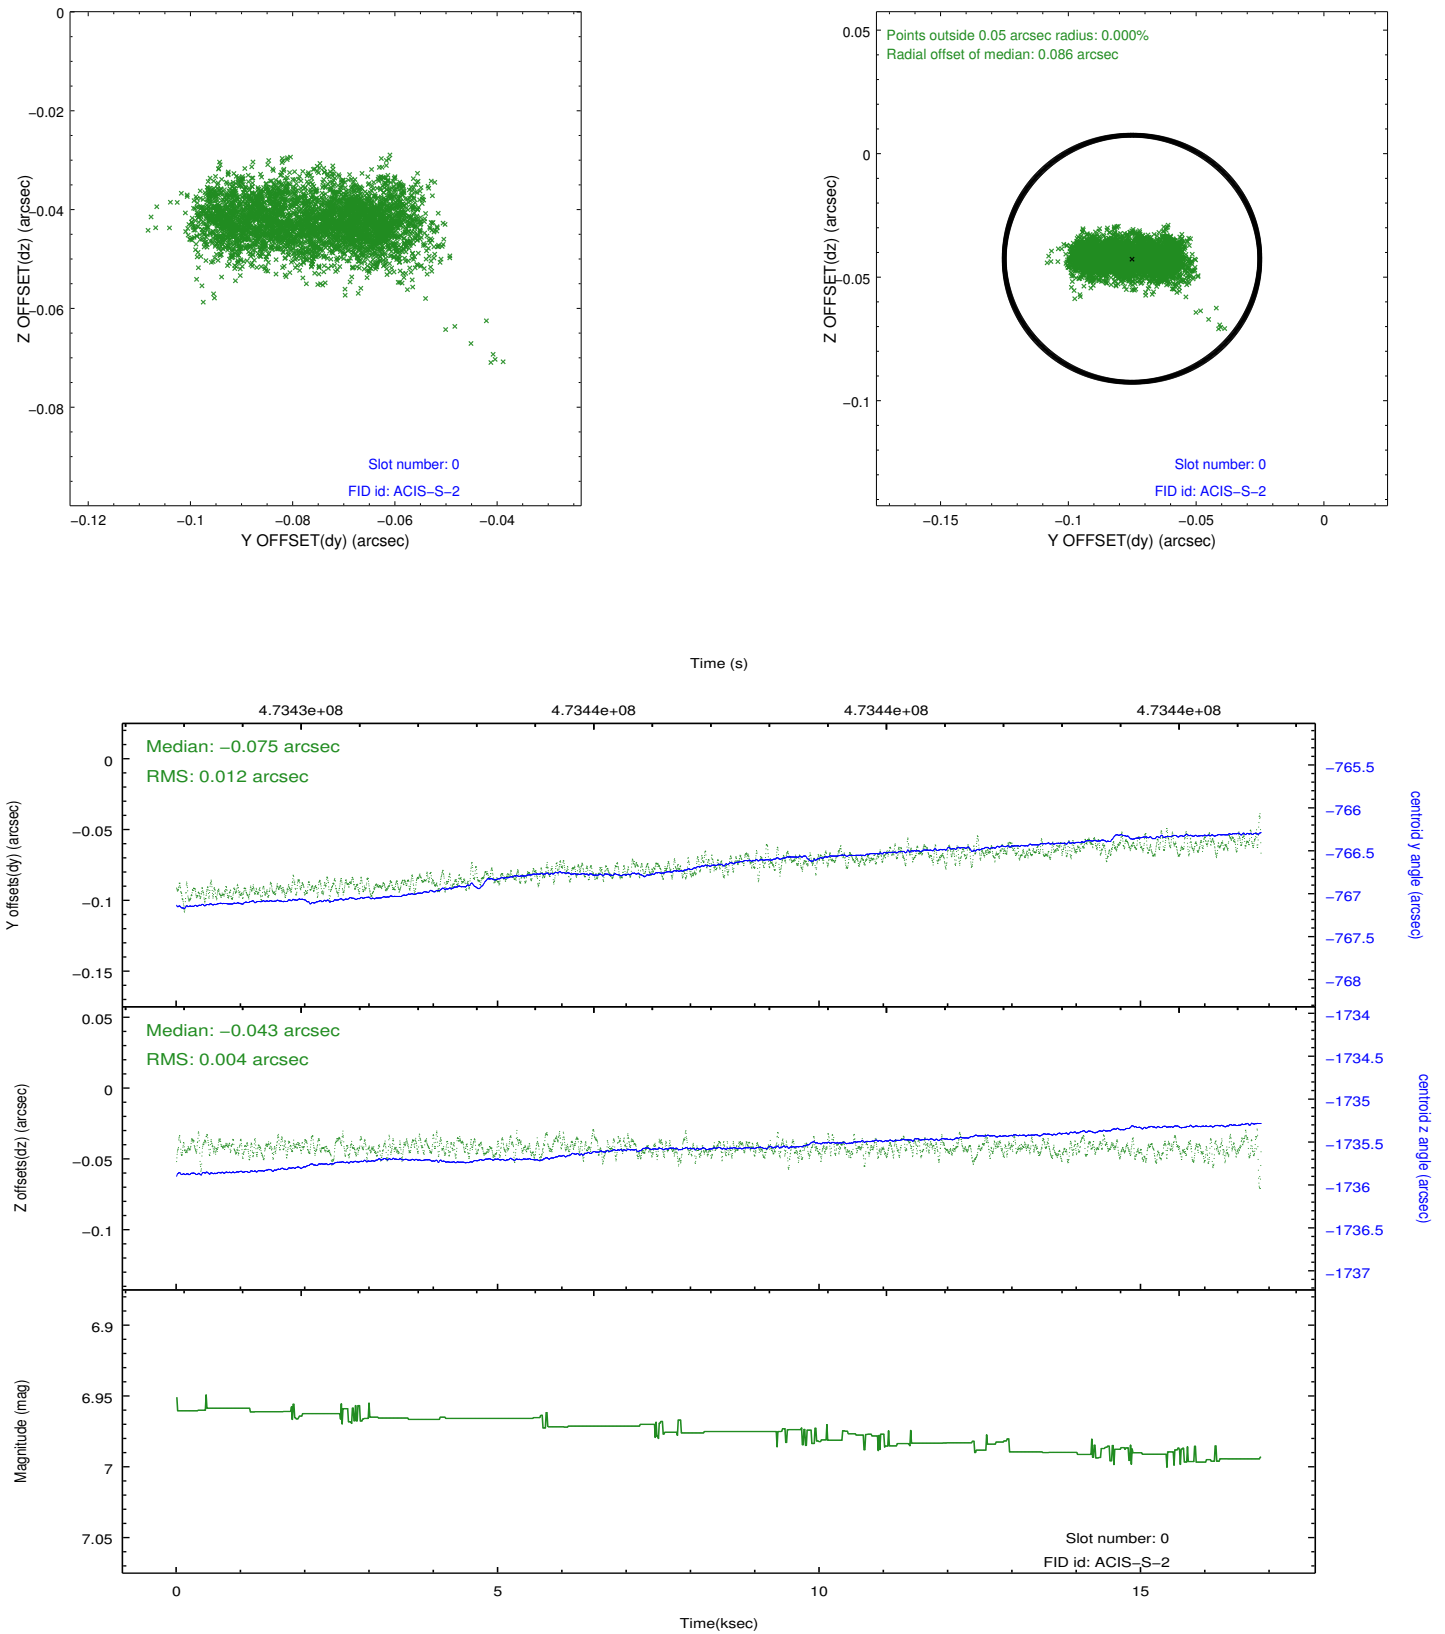 0
−0.02
−0.04
−0.06
−0.08
Z OFFSET(dz) (arcsec)
Slot number: 0
FID id: ACIS−S−2
−0.12
−0.1
−0.08
−0.06
−0.04
Y OFFSET(dy) (arcsec)
Points outside 0.05 arcsec radius: 0.000%
Radial offset of median: 0.086 arcsec
0.05
0
−0.05
−0.1
Z OFFSET(dz) (arcsec)
Slot number: 0
FID id: ACIS−S−2
−0.15
−0.1
−0.05
0
Y OFFSET(dy) (arcsec)
Time (s)
4.7343e+08
4.7344e+08
4.7344e+08
4.7344e+08
Median: −0.075 arcsec
RMS: 0.012 arcsec
0
−0.05
−0.1
−0.15
Y offsets(dy) (arcsec)
−765.5
−766
−766.5
−767
−767.5
−768
centroid y angle (arcsec)
Median: −0.043 arcsec
RMS: 0.004 arcsec
0.05
0
−0.05
−0.1
Z offsets(dz) (arcsec)
−1734
−1734.5
−1735
−1735.5
−1736
−1736.5
−1737
centroid z angle (arcsec)
6.9
6.95
7
7.05
Magnitude (mag)
Slot number: 0
FID id: ACIS−S−2
0
5
10
15
Time(ksec)